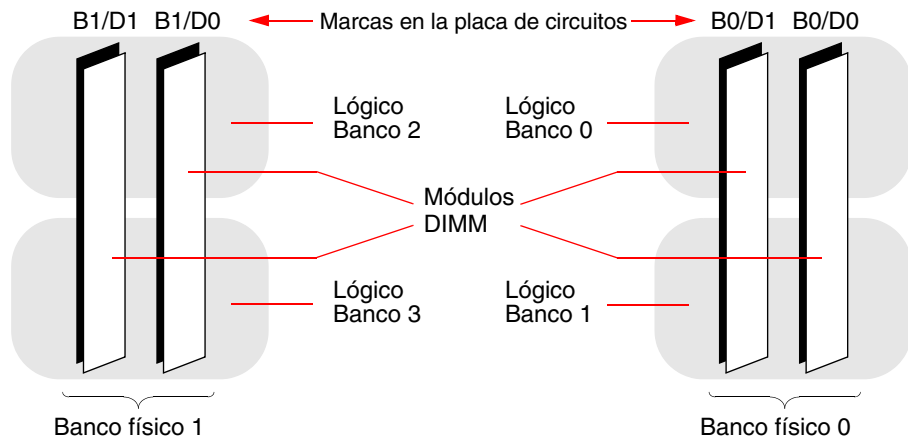 B1/D1 B1/D0 Marcas en la placa de circuitos B0/D1 B0/D0
Lógico
Banco 2
Lógico
Banco 0
Módulos
DIMM
Lógico
Banco 3
Lógico
Banco 1
Banco físico 1
Banco físico 0